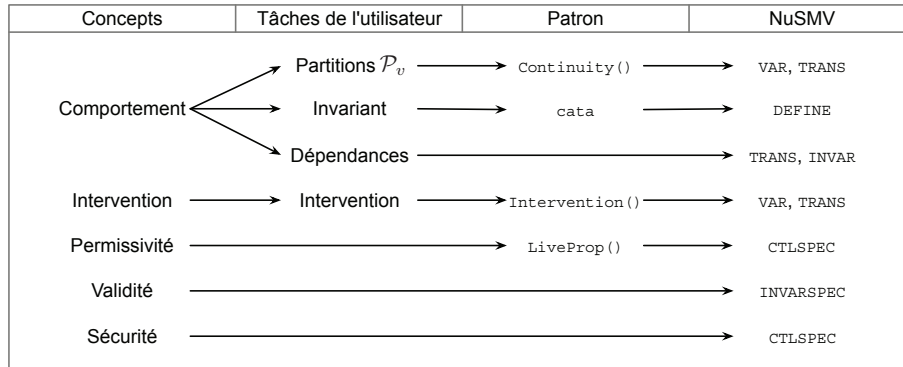 Concepts Tâches de l'utilisateur Patron NuSMV
Partitions 𝒫ᵥ Continuity() VAR, TRANS
Comportement Invariant cata DEFINE
Dépendances TRANS, INVAR
Intervention Intervention Intervention() VAR, TRANS
Permissivité LiveProp() CTLSPEC
Validité INVARSPEC
Sécurité CTLSPEC